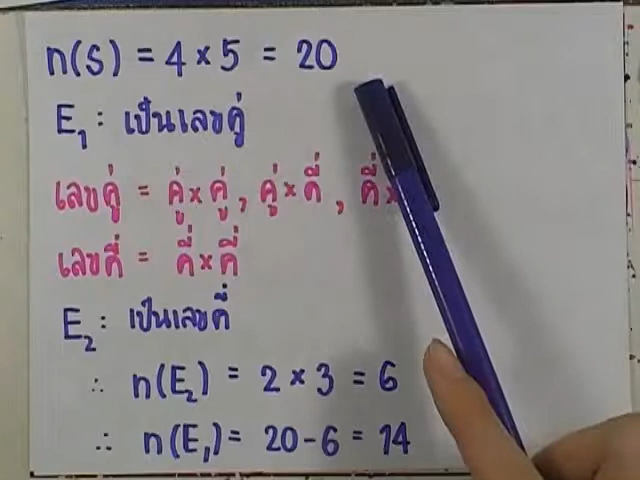 n(S) = 4 × 5 = 20
E₁ : เป็นเลขคู่
เลขคู่ = คู่×คู่, คู่×คี่, คี่×
เลขคี่ = คี่×คี่
E₂ : เป็นเลขคี่
∴ n(E₂) = 2 × 3 = 6
∴ n(E₁) = 20 - 6 = 14